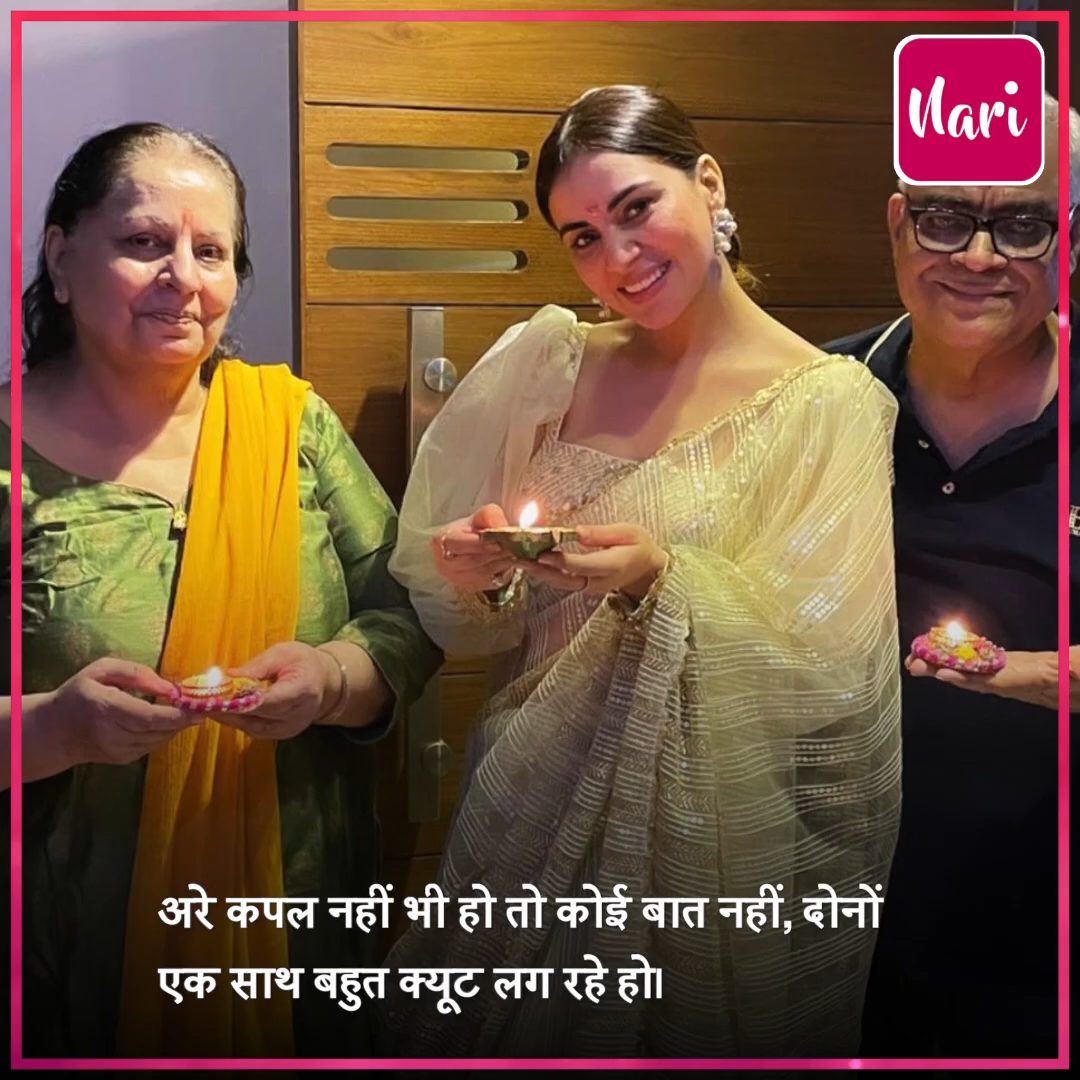 Nari
अरे कपल नहीं भी हो तो कोई बात नहीं, दोनों
एक साथ बहुत क्यूट लग रहे हो।